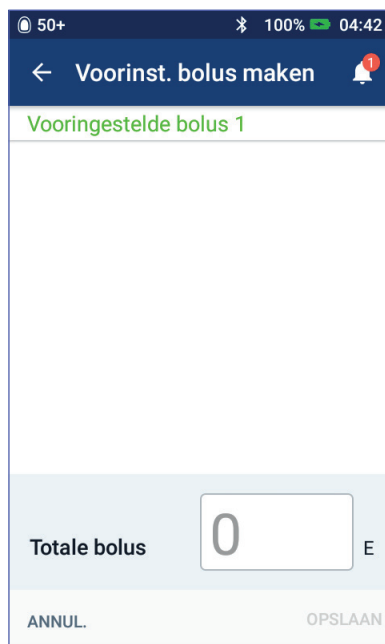 50+ 100% 04:42
Voorinst. bolus maken 1
Vooringestelde bolus 1
Totale bolus 0 E
ANNUL. OPSLAAN